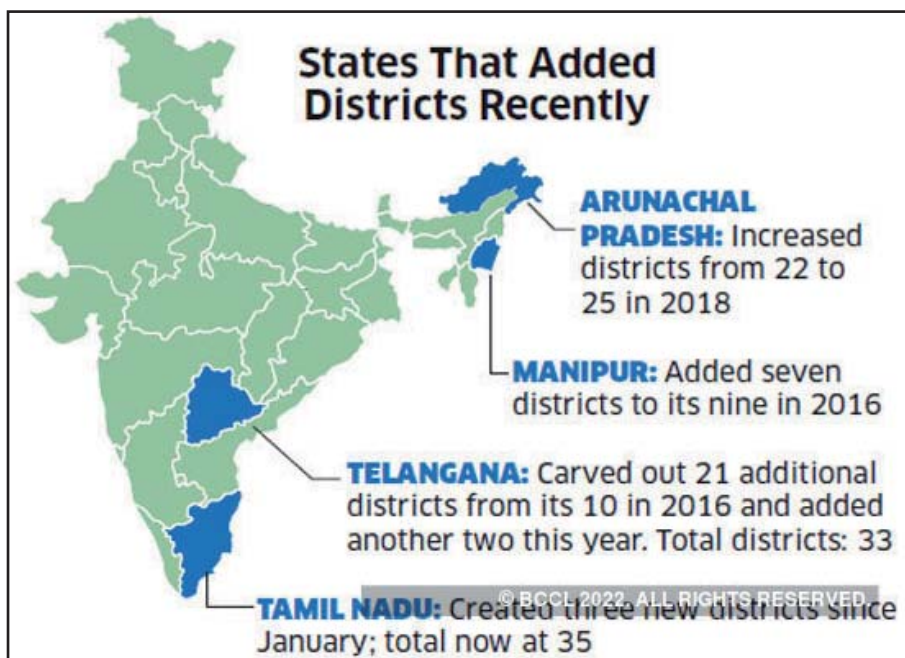 States That Added
Districts Recently
ARUNACHAL
PRADESH: Increased
districts from 22 to
25 in 2018
MANIPUR: Added seven
districts to its nine in 2016
TELANGANA: Carved out 21 additional
districts from its 10 in 2016 and added
another two this year. Total districts: 33
© BCCL 2022. ALL RIGHTS RESERVED.
TAMIL NADU: Created three new districts since
January; total now at 35